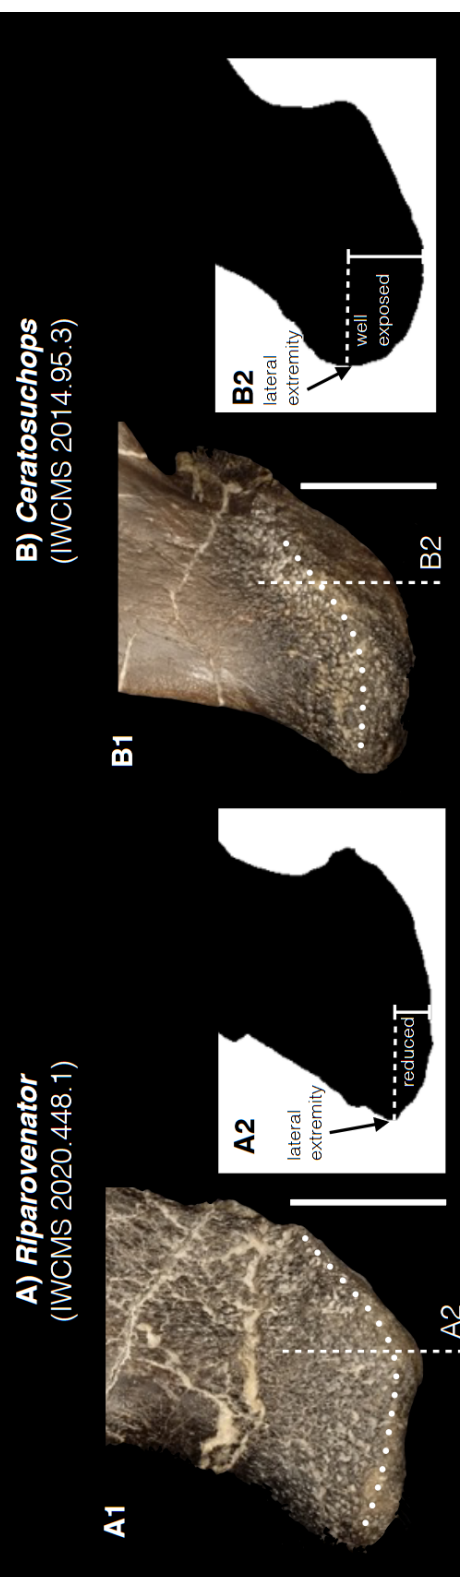 A) Riparovenator
(IWCMS 2020.448.1)
A1
A2
A2
lateral
extremity
reduced
B) Ceratosuchops
(IWCMS 2014.95.3)
B1
B2
B2
lateral
extremity
well
exposed